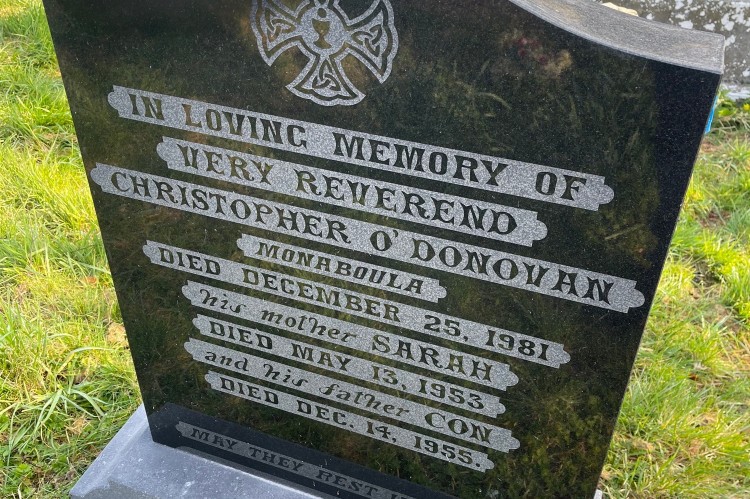 IN LOVING MEMORY OF
VERY REVEREND
CHRISTOPHER O'DONOVAN
MONABOULA
DIED DECEMBER 25, 1981
his mother SARAH
DIED MAY 13, 1953
and his father CON
DIED DEC. 14, 1955.
MAY THEY REST